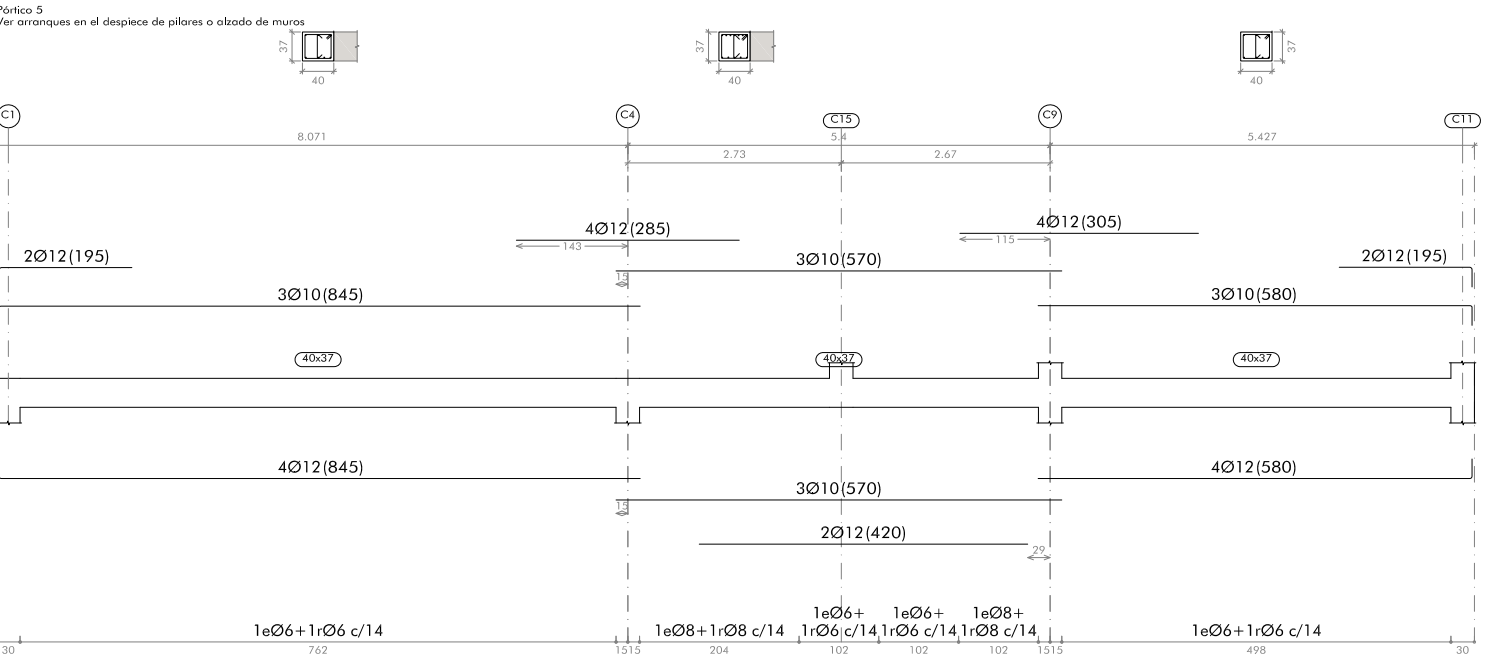 Pórtico 5
Ver arranques en el despiece de pilares o alzado de muros
37 37 37
40 40 40
C1 C4 C15 C9 C11
8.071 5.4 5.427
2.73 2.67
4Ø12(285) 4Ø12(305)
143 115
2Ø12(195) 3Ø10(570) 2Ø12(195)
15
3Ø10(845) 3Ø10(580)
40x37 40x37 40x37
4Ø12(845) 4Ø12(580)
3Ø10(570)
15
2Ø12(420)
29
1eØ6+ 1eØ6+ 1eØ8+
1eØ6+1rØ6 c/14 1eØ8+1rØ8 c/14 1rØ6 c/14 1rØ6 c/14 1rØ8 c/14 1eØ6+1rØ6 c/14
30 762 1515 204 102 102 102 1515 498 30